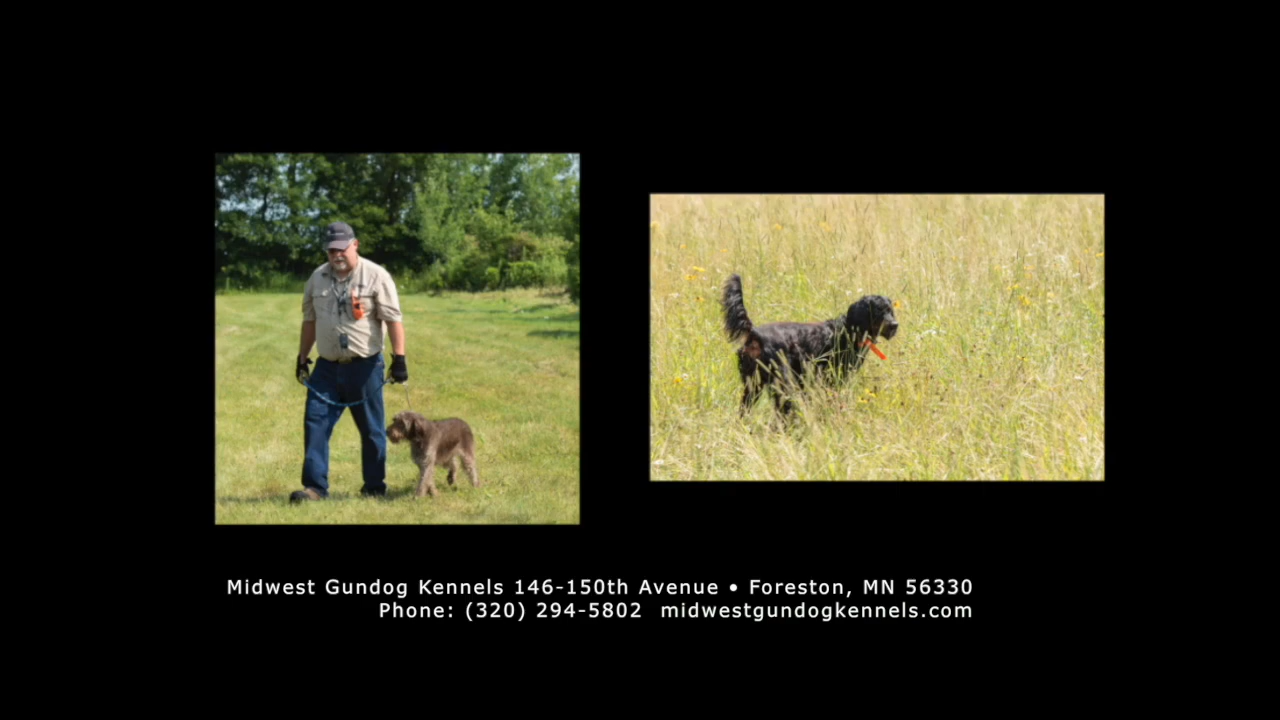 Midwest Gundog Kennels 146-150th Avenue • Foreston, MN 56330
Phone: (320) 294-5802 midwestgundogkennels.com